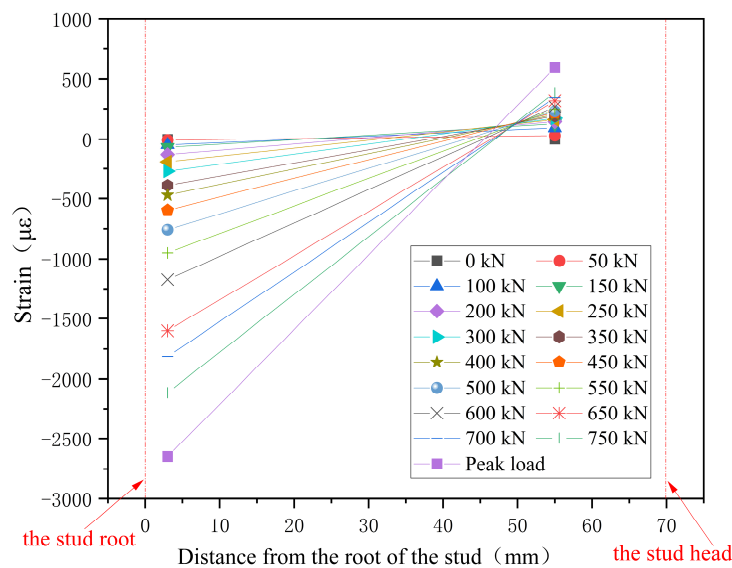 1000
500
0
-500
-1000
-1500
-2000
-2500
-3000
Strain（με）
0 kN 50 kN
100 kN 150 kN
200 kN 250 kN
300 kN 350 kN
400 kN 450 kN
500 kN 550 kN
600 kN 650 kN
700 kN 750 kN
Peak load
0 10 20 30 40 50 60 70
the stud root
the stud head
Distance from the root of the stud（mm）